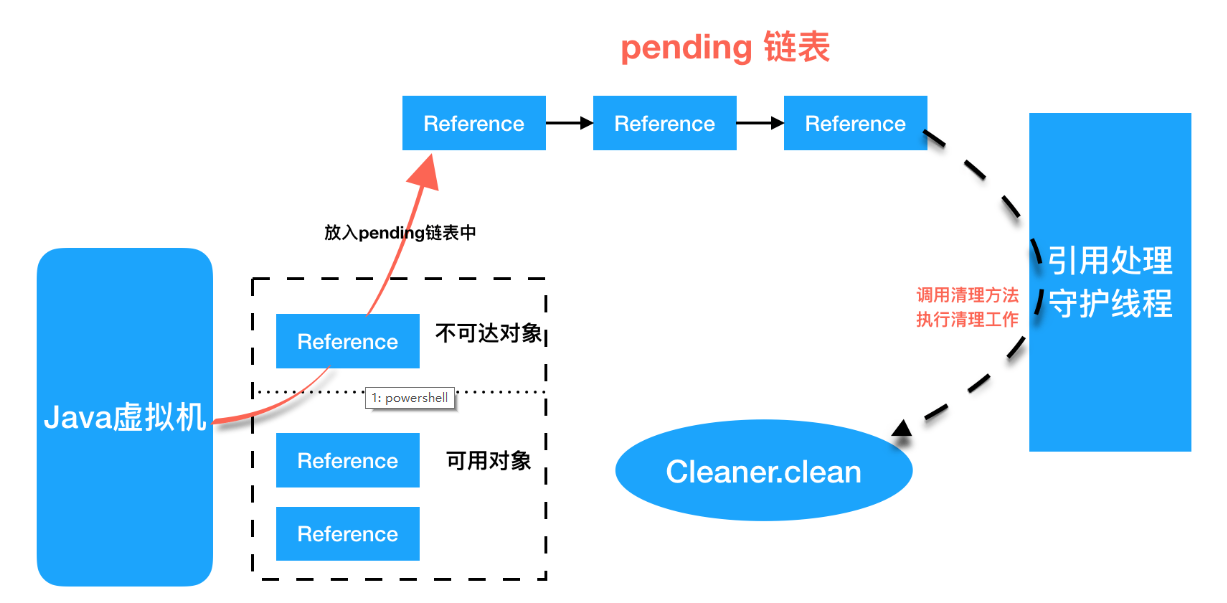 pending 链表
Reference
Reference
Reference
放入pending链表中
Reference
不可达对象
1: powershell
Java虚拟机
Reference
可用对象
Reference
调用清理方法
执行清理工作
引用处理
守护线程
Cleaner.clean